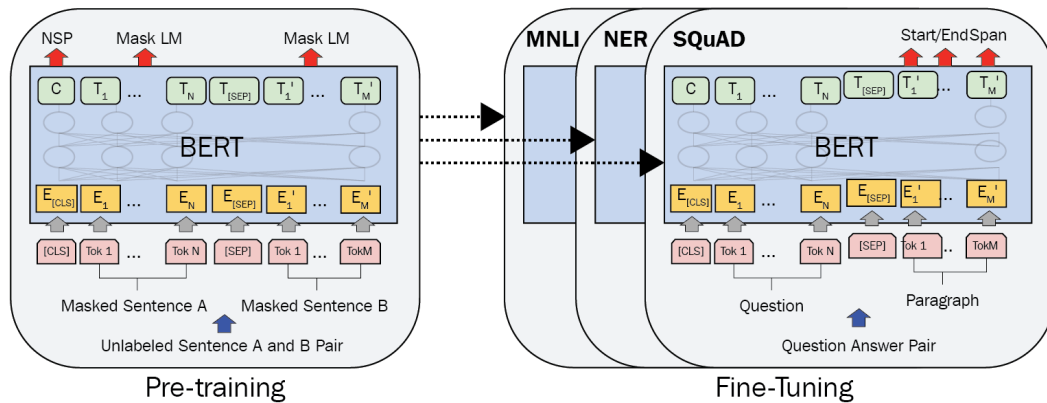 NSP Mask LM Mask LM
C T1 ... TN T[SEP] T1' ... TM'
BERT
E[CLS] E1 ... EN E[SEP] E1' ... EM'
[CLS] Tok 1 ... Tok N [SEP] Tok 1 ... TokM
Masked Sentence A Masked Sentence B
Unlabeled Sentence A and B Pair
Pre-training
MNLI NER SQuAD
Start/EndSpan
C T1 ... TN T[SEP] T1' ... TM'
BERT
E[CLS] E1 ... EN E[SEP] E1' ... EM'
[CLS] Tok 1 ... Tok N [SEP] Tok 1 ... TokM
Question Paragraph
Question Answer Pair
Fine-Tuning